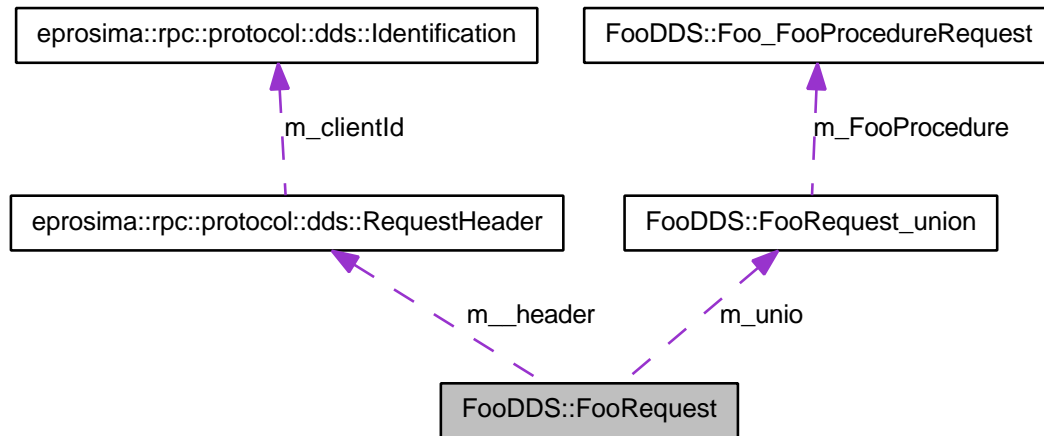 eprosima::rpc::protocol::dds::Identification
FooDDS::Foo_FooProcedureRequest
m_clientId
m_FooProcedure
eprosima::rpc::protocol::dds::RequestHeader
FooDDS::FooRequest_union
m__header
m_unio
FooDDS::FooRequest